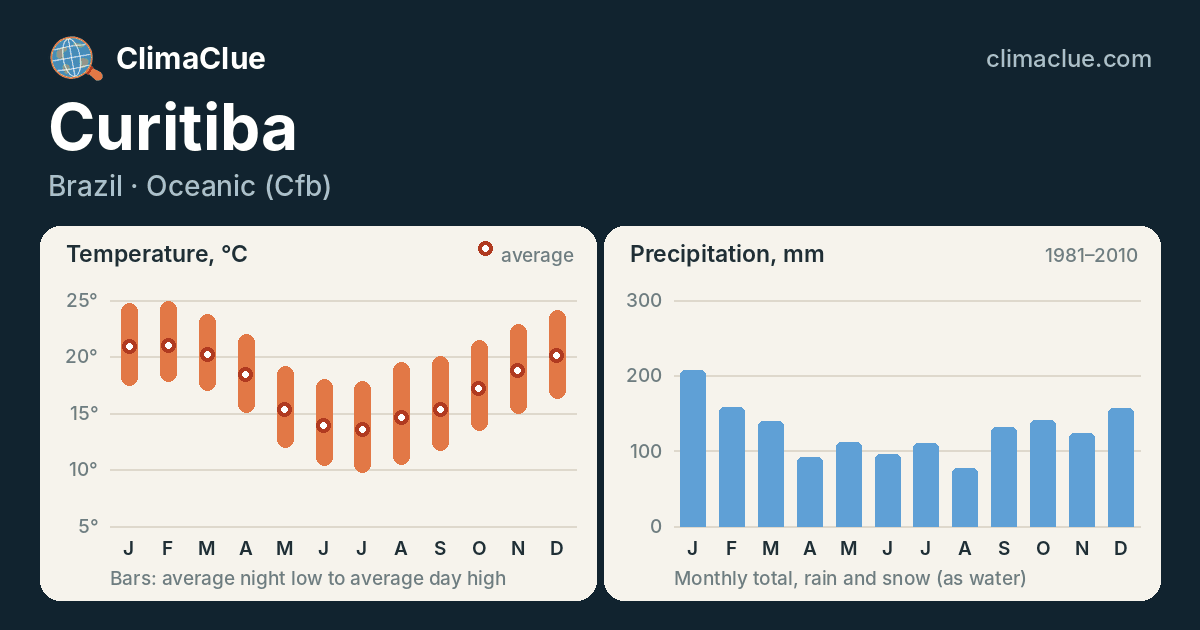 ClimaClue
climaclue.com
Curitiba
Brazil · Oceanic (Cfb)
Temperature, °C
average
25°
20°
15°
10°
5°
J F M A M J J A S O N D
Bars: average night low to average day high
Precipitation, mm
1981–2010
300
200
100
0
J F M A M J J A S O N D
Monthly total, rain and snow (as water)